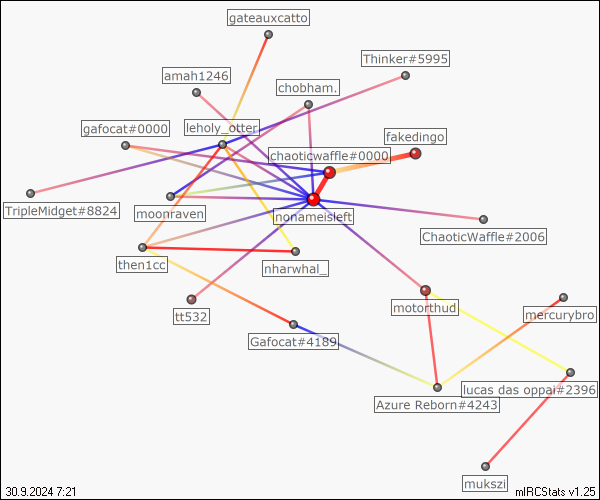 gateauxcatto
Thinker#5995
amah1246
chobham.
gafocat#0000
leholy_otter
fakedingo
chaoticwaffle#0000
TripleMidget#8824
moonraven
nonameisleft
ChaoticWaffle#2006
then1cc
nharwhal_
tt532
motorthud
mercurybro
Gafocat#4189
lucas das oppai#2396
Azure Reborn#4243
mukszi
30.9.2024 7:21
mIRCStats v1.25